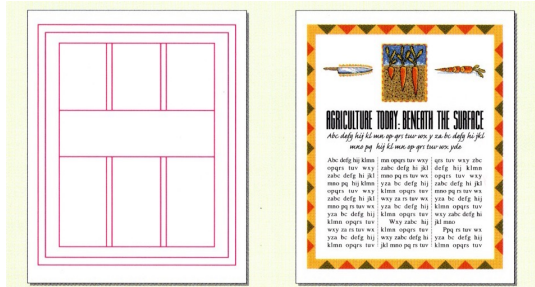 AGRICULTURE TODAY: BENEATH THE SURFACE
Abc defg hij kl mn op qrs tuv wx y za bc defg hi jkl
mno pq hij kl mn op qrs tuv wx yde
Abc defg hij klmn
opqrs tuv wxy
zabc defg hi jkl
mno pq hij klmn
opqrs tuv wxy
zabc defg hi jkl
mno pq rs tuv wx
yza bc defg hij
klmn opqrs tuv
wxy za rs tuv wx
yza bc defg hij
klmn opqrs tuv
mn opqrs tuv wxy
zabc defg hi jkl
mno pq rs tuv wx
yza bc defg hij
klmn opqrs tuv
wxy za rs tuv wx
yza bc defg hij
klmn opqrs tuv
Wxy zabc jkl
klmn opqrs tuv
wxy zabc defg hi
jkl mno pq rs tuv wx
qrs tuv wxy zbc
defg hij klmn
opqrs tuv wxy
zabc defg hi jkl
mno pq rs tuv wx
yza bc defg hij
klmn opqrs tuv
wxy zabc defg hi
jkl mno
Ppq rs tuv wx
yza bc defg hij
klmn opqrs tuv